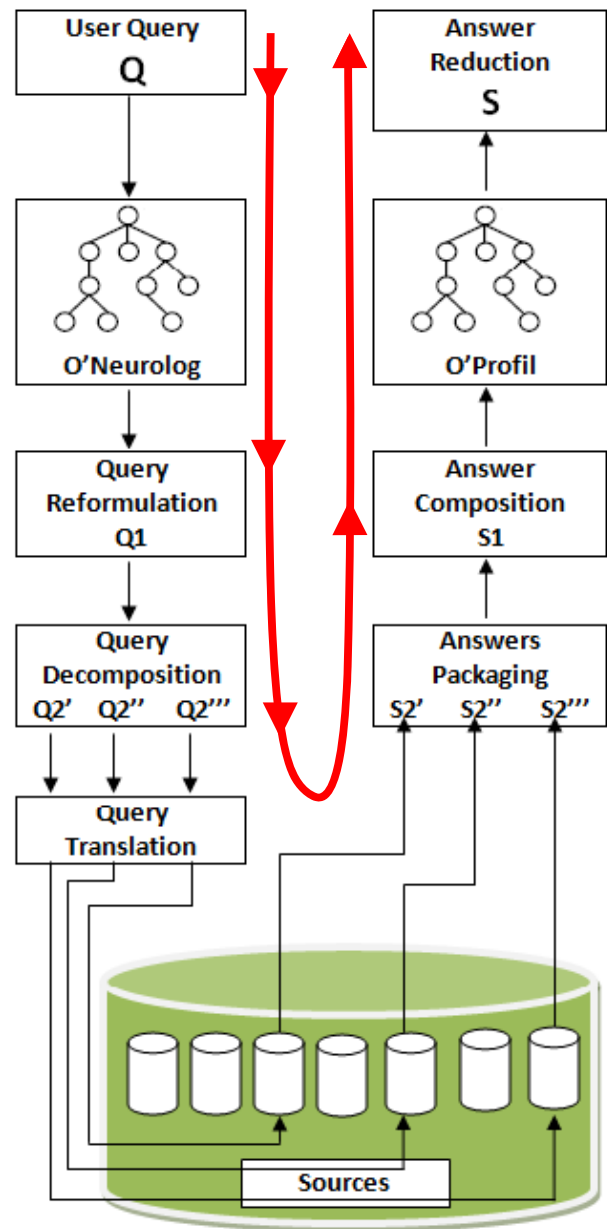 User Query
Q
O'Neurolog
Query
Reformulation
Q1
Query
Decomposition
Q2' Q2'' Q2'''
Query
Translation
Answer
Reduction
S
O'Profil
Answer
Composition
S1
Answers
Packaging
S2' S2'' S2'''
Sources